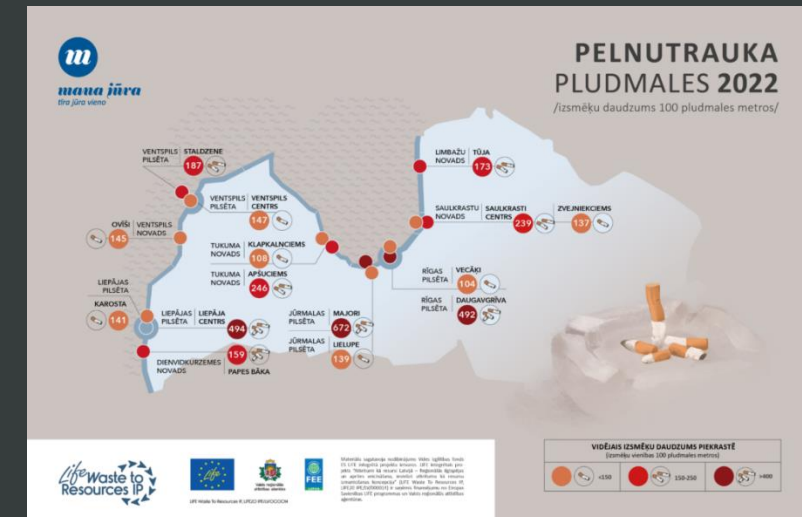 m
mana jūra
tīra jūra vieno
PELNUTRAUKA
PLUDMALES 2022
/izsmēķu daudzums 100 pludmales metros/
VENTSPILS PILSĒTA
STALDZENE
187
VENTSPILS PILSĒTA
VENTSPILS CENTRS
147
OVĪŠI
VENTSPILS NOVADS
145
TUKUMA NOVADS
KLAPKALNCIEMS
108
TUKUMA NOVADS
APŠUCIEMS
246
LIEPĀJAS PILSĒTA
KAROSTA
141
LIEPĀJAS PILSĒTA
LIEPĀJA CENTRS
494
DIENVIDKURZEMES NOVADS
159
PAPES BĀKA
JŪRMALAS PILSĒTA
MAJORI
672
JŪRMALAS PILSĒTA
LIELUPE
139
LIMBAŽU NOVADS
TŪJA
173
SAULKRASTU NOVADS
SAULKRASTI CENTRS
239
ZVEJNIEKCIEMS
137
RĪGAS PILSĒTA
VECĀĶI
104
RĪGAS PILSĒTA
DAUGAVGRĪVA
492
VIDĒJAIS IZSMĒĶU DAUDZUMS PIEKRASTĒ
(izsmēķu vienības 100 pludmales metros)
<150
150-250
>400
Life Waste to
Resources IP
Life
FEE